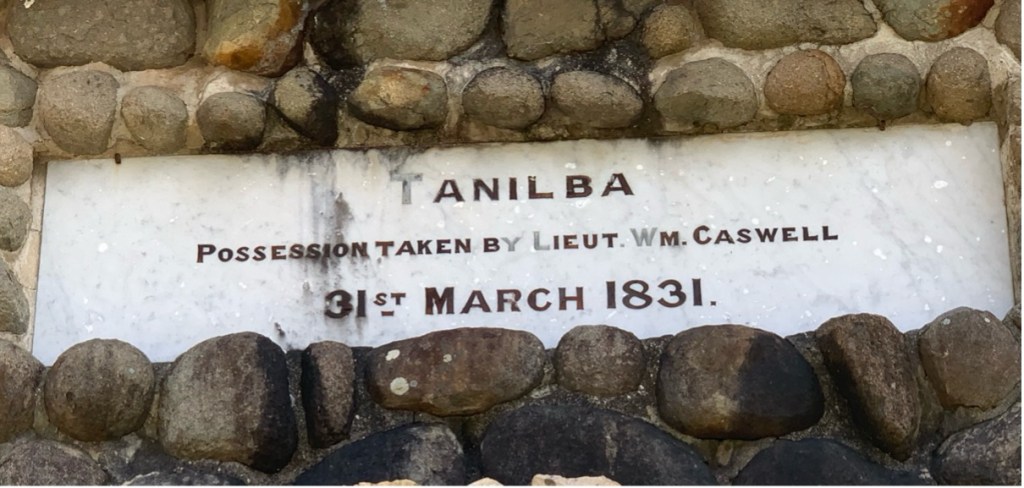 TANILBA
POSSESSION TAKEN BY LIEUT. WM. CASWELL
31ST MARCH 1831.